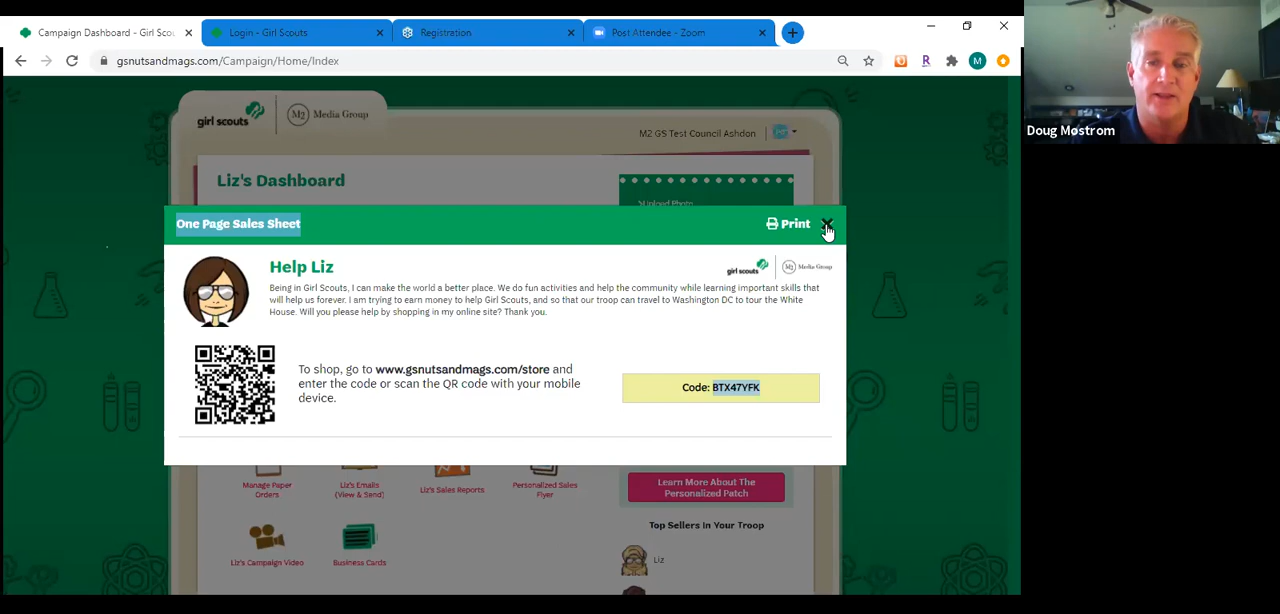 Campaign Dashboard - Girl Scou
Login - Girl Scouts
Registration
Post Attendee - Zoom
gsnutsandmags.com/Campaign/Home/Index
R
M
Doug Mostrom
girl scouts
M2 Media Group
M2 GS Test Council Ashdon
Liz's Dashboard
Upload Photo
One Page Sales Sheet
Print
Help Liz
girl scouts
M2 Media Group
Being in Girl Scouts, I can make the world a better place. We do fun activities and help the community while learning important skills that
will help us forever. I am trying to earn money to help Girl Scouts, and so that our troop can travel to Washington DC to tour the White
House. Will you please help by shopping in my online site? Thank you.
To shop, go to www.gsnutsandmags.com/store and
enter the code or scan the QR code with your mobile
device.
Code: BTX47YFK
Manage Paper
Orders
Liz's Emails
(View & Send)
Liz's Sales Reports
Personalized Sales
Flyer
Learn More About The
Personalized Patch
Top Sellers In Your Troop
Liz
Liz's Campaign Video
Business Cards